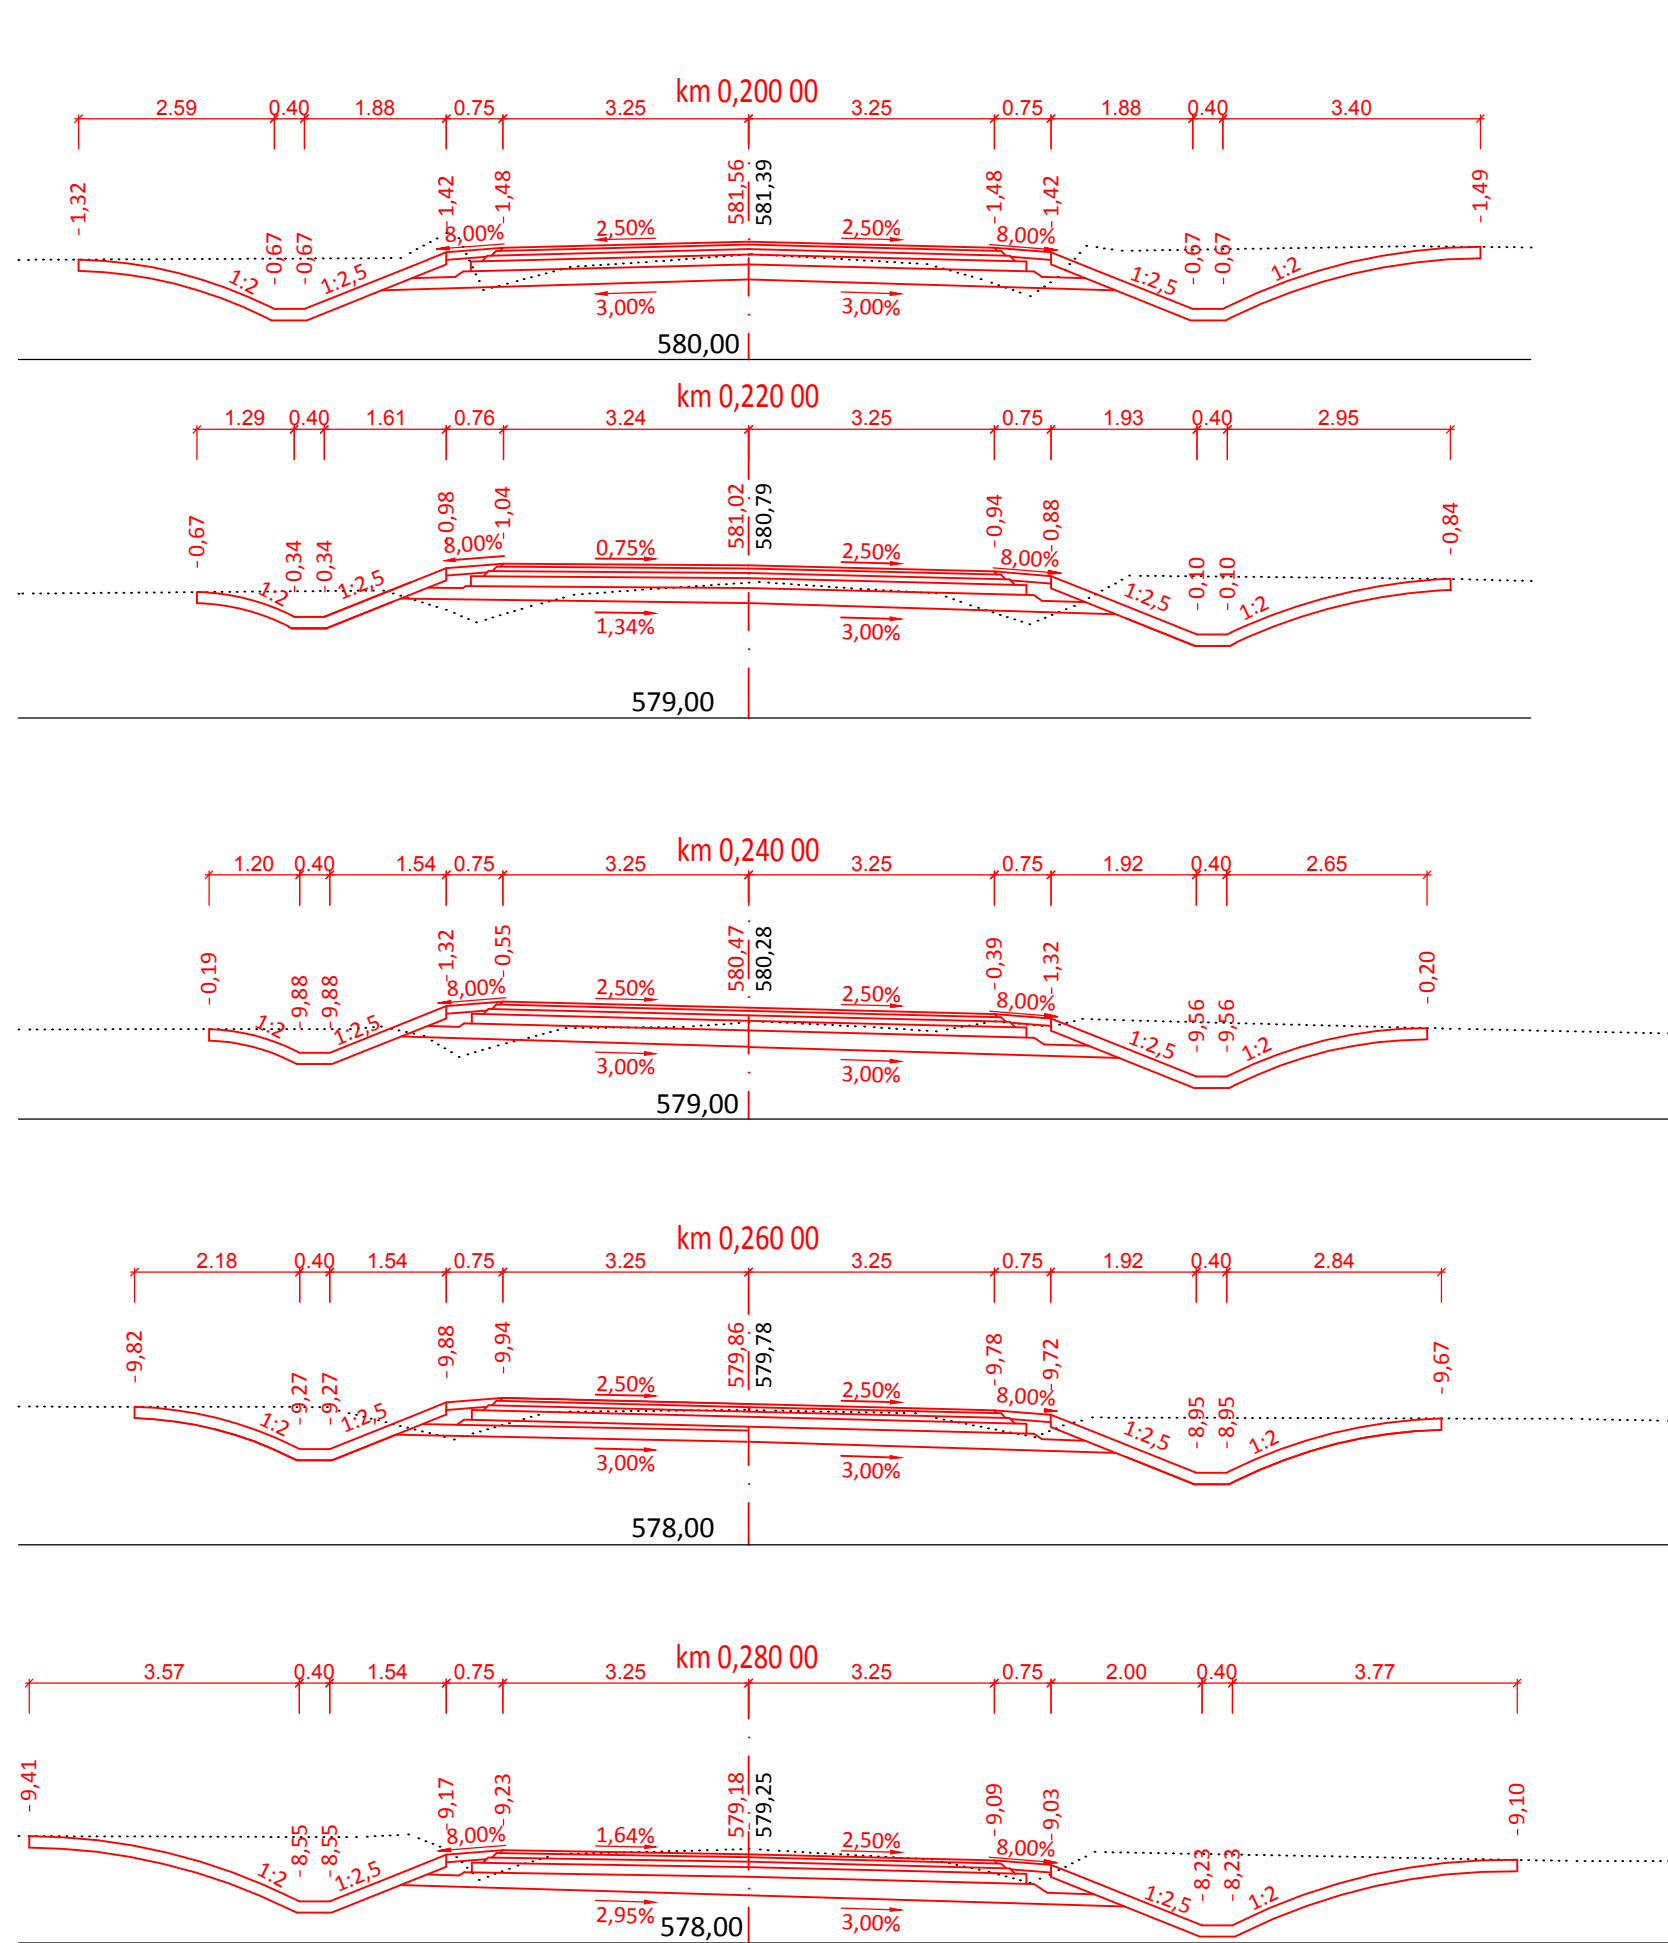 km 0,200 00
2.59 0.40 1.88 0.75 3.25 3.25 0.75 1.88 0.40 3.40
-1,32 -0,67 -0,67 -1,42 -1,48 581,56 581,39 -1,48 -1,42 -0,67 -0,67 -1,49
1:2 1:2,5 8,00% 2,50% 2,50% 8,00% 1:2,5 1:2
3,00% 3,00%
580,00
km 0,220 00
1.29 0.40 1.61 0.76 3.24 3.25 0.75 1.93 0.40 2.95
-0,67 -0,34 -0,34 -0,98 -1,04 581,02 580,79 -0,94 -0,88 -0,10 -0,10 -0,84
1:2 1:2,5 8,00% 0,75% 2,50% 8,00% 1:2,5 1:2
1,34% 3,00%
579,00
km 0,240 00
1.20 0.40 1.54 0.75 3.25 3.25 0.75 1.92 0.40 2.65
-0,19 -9,88 -9,88 -1,32 -0,55 580,47 580,28 -0,39 -1,32 -9,56 -9,56 -0,20
1:2 1:2,5 8,00% 2,50% 2,50% 8,00% 1:2,5 1:2
3,00% 3,00%
579,00
km 0,260 00
2.18 0.40 1.54 0.75 3.25 3.25 0.75 1.92 0.40 2.84
-9,82 -9,27 -9,27 -9,88 -9,94 579,86 579,78 -9,78 -9,72 -8,95 -8,95 -9,67
1:2 1:2,5 2,50% 2,50% 8,00% 1:2,5 1:2
3,00% 3,00%
578,00
km 0,280 00
3.57 0.40 1.54 0.75 3.25 3.25 0.75 2.00 0.40 3.77
-9,41 -8,55 -8,55 -9,17 -9,23 579,18 579,25 -9,09 -9,03 -8,23 -8,23 -9,10
1:2 1:2,5 8,00% 1,64% 2,50% 8,00% 1:2,5 1:2
2,95% 3,00%
578,00